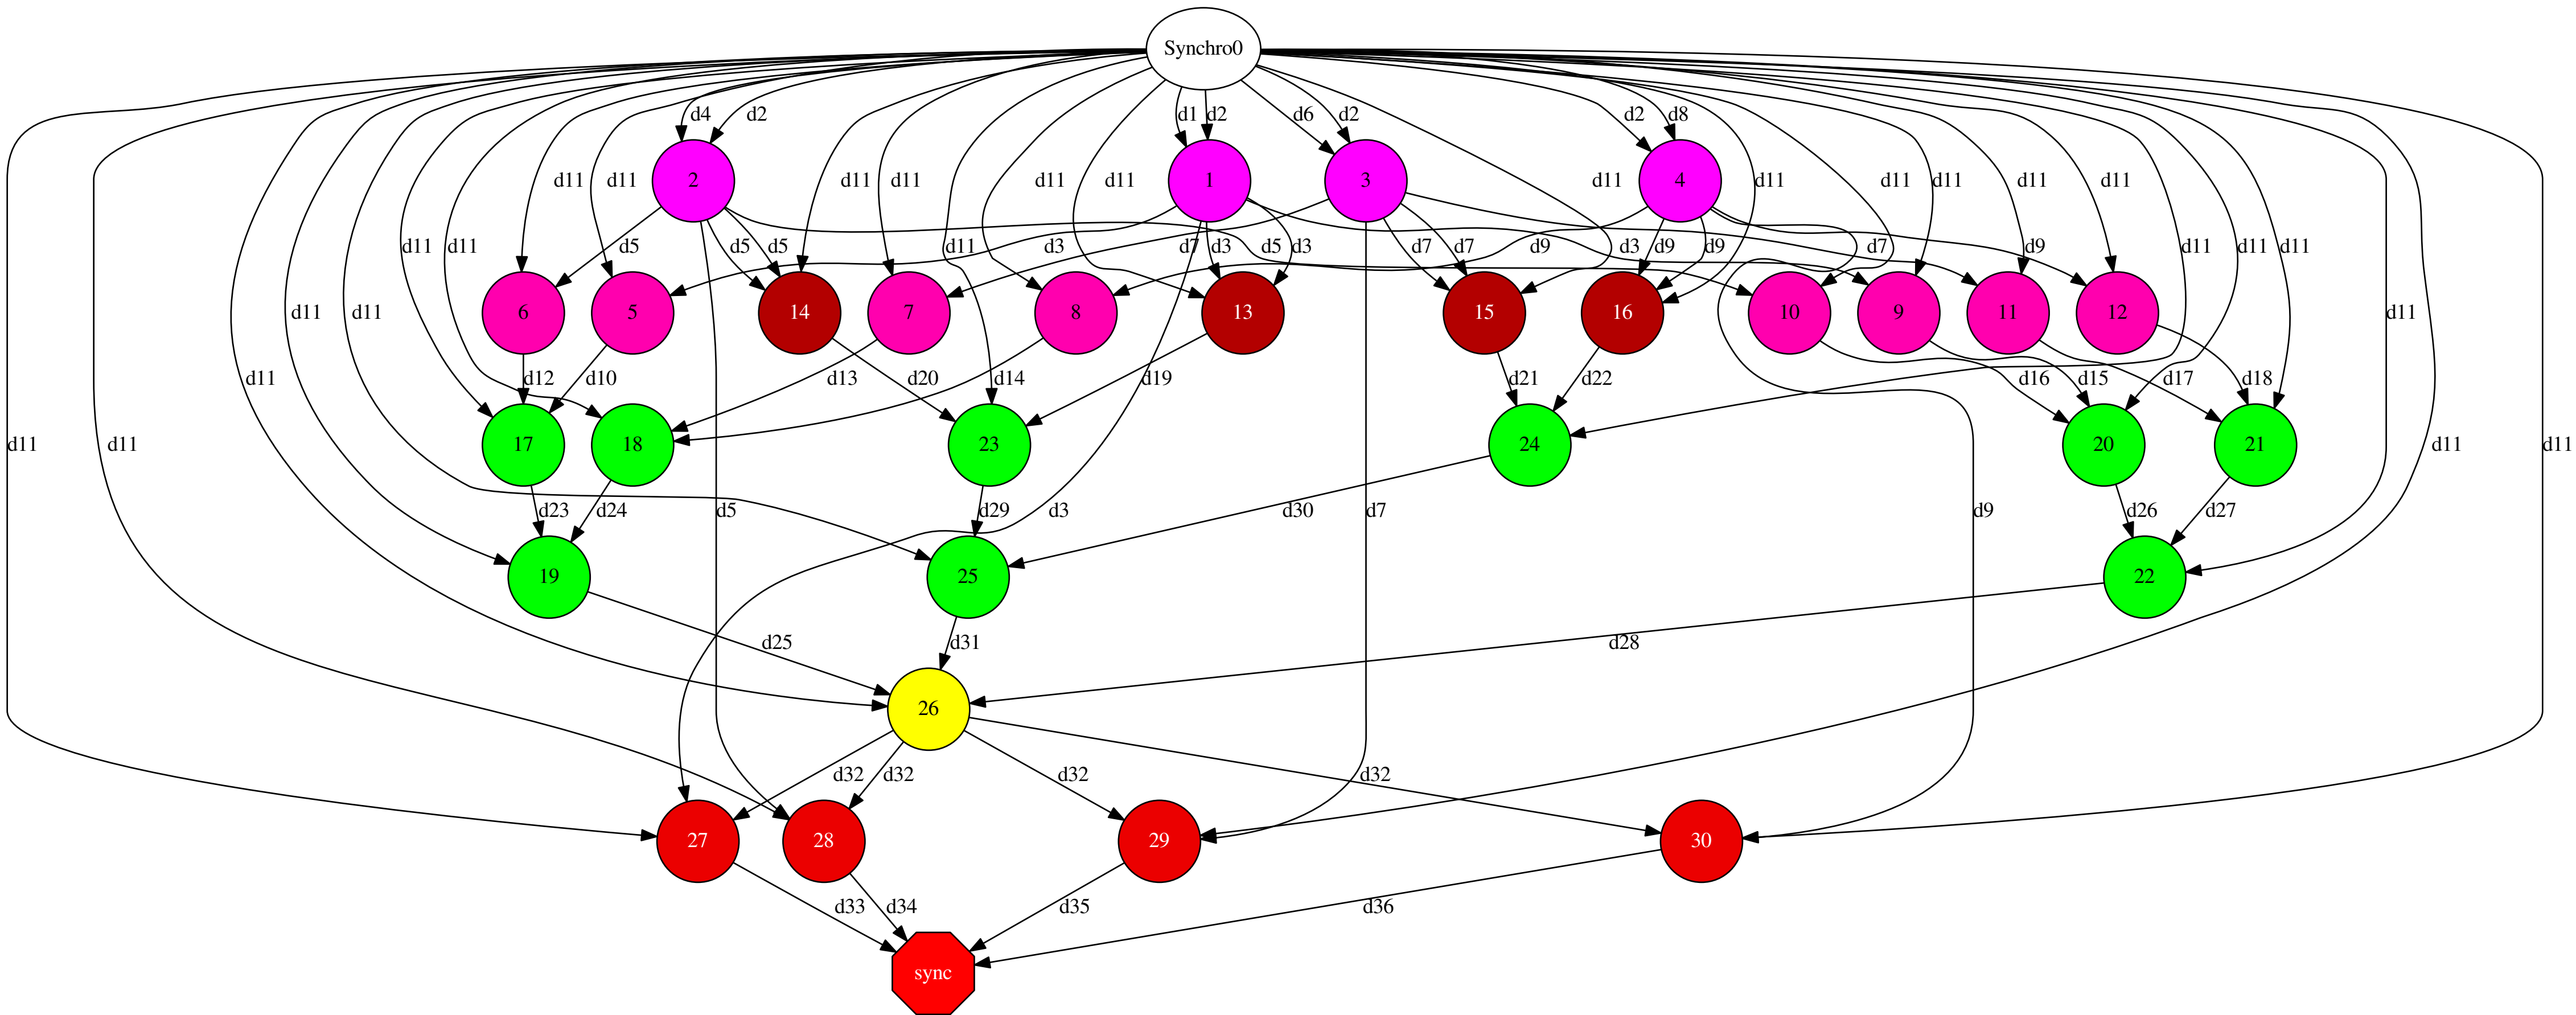 Synchro0
d4
d2
d1
d2
d6
d2
d2
d8
2
1
3
4
d11
d11
d11
d11
d11
d11
d11
d11
d11
d11
d11
d11
d11
d11
d5
d5
d5
d11
d3
d7
d5
d3
d3
d7
d7
d9
d9
d9
d3
d7
d9
d11
d11
d11
6
5
14
7
8
13
15
16
10
9
11
12
d11
d11
d11
d12
d10
d13
d20
d14
d19
d21
d22
d16
d15
d17
d18
17
18
23
24
20
21
d11
d11
d11
d11
d23
d24
d5
d29
d3
d30
d7
d9
d26
d27
19
25
22
d25
d31
d28
26
d32
d32
d32
d32
27
28
29
30
d33
d34
d35
d36
sync